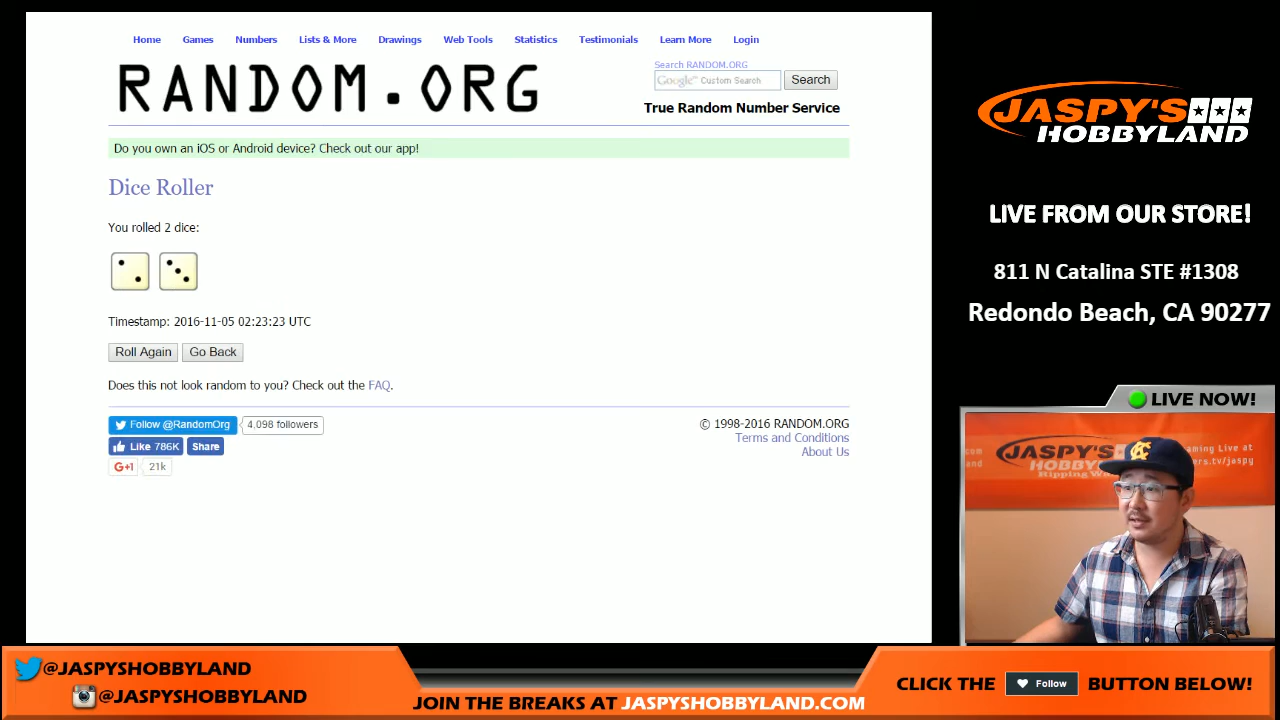 Home Games Numbers Lists & More Drawings Web Tools Statistics Testimonials Learn More Login
RANDOM.ORG
Search RANDOM.ORG
Google™ Custom Search Search
True Random Number Service
Do you own an iOS or Android device? Check out our app!
Dice Roller
You rolled 2 dice:
Timestamp: 2016-11-05 02:23:23 UTC
Roll Again Go Back
Does this not look random to you? Check out the FAQ.
Follow @RandomOrg 4,098 followers
Like 786K Share
G+1 21k
© 1998-2016 RANDOM.ORG
Terms and Conditions
About Us
JASPY'S
HOBBYLAND
LIVE FROM OUR STORE!
811 N Catalina STE #1308
Redondo Beach, CA 90277
LIVE NOW!
JASPY'S
HOBBYLAND
@JASPYSHOBBYLAND
@JASPYSHOBBYLAND
JOIN THE BREAKS AT JASPYSHOBBYLAND.COM
CLICK THE Follow BUTTON BELOW!